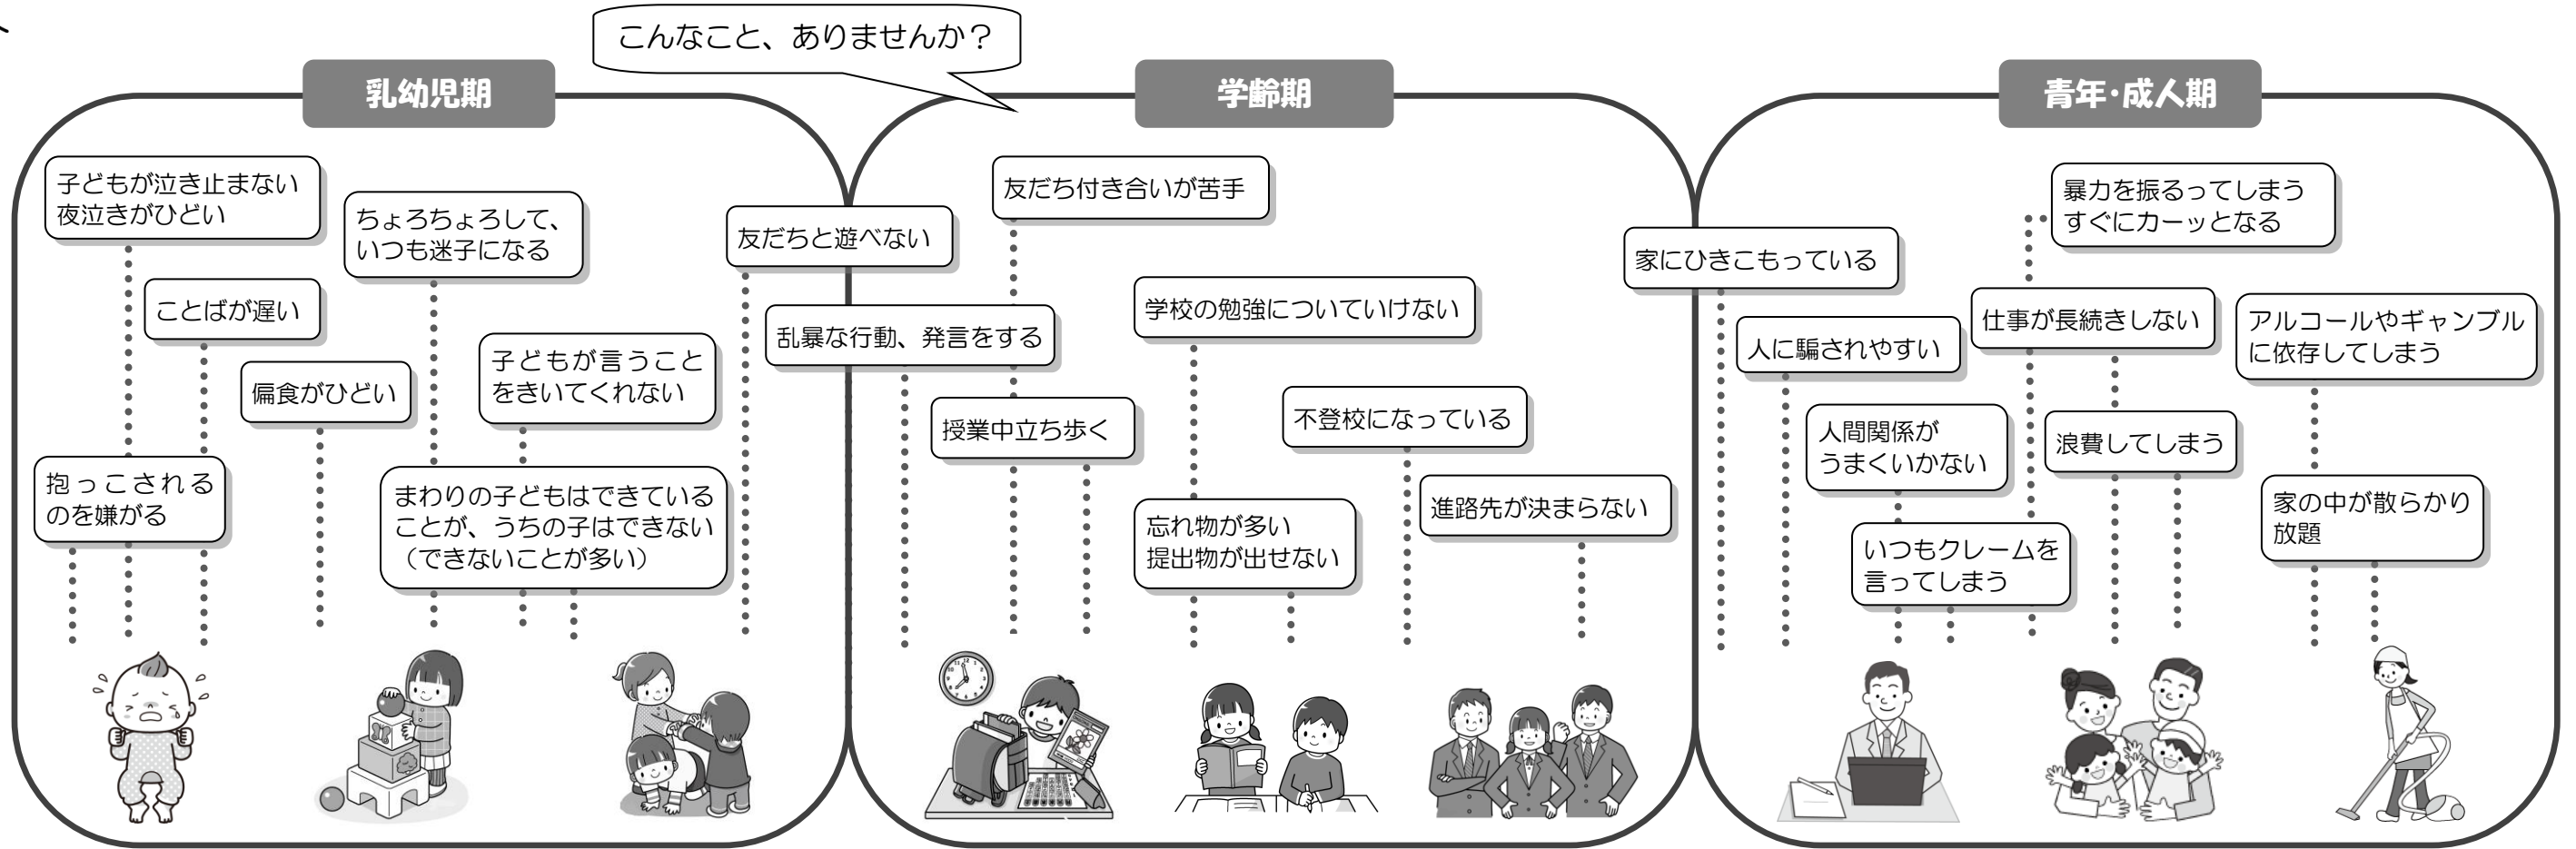 こんなこと、ありませんか？
乳幼児期
子どもが泣き止まない
夜泣きがひどい
ちょろちょろして、
いつも迷子になる
ことばが遅い
偏食がひどい
子どもが言うこと
をきいてくれない
抱っこされる
のを嫌がる
まわりの子どもはできている
ことが、うちの子はできない
（できないことが多い）
友だちと遊べない
乱暴な行動、発言をする
学齢期
友だち付き合いが苦手
学校の勉強についていけない
授業中立ち歩く
不登校になっている
忘れ物が多い
提出物が出せない
進路先が決まらない
家にひきこもっている
青年・成人期
暴力を振るってしまう
すぐにカーッとなる
人に騙されやすい
仕事が長続きしない
アルコールやギャンブル
に依存してしまう
人間関係が
うまくいかない
浪費してしまう
いつもクレームを
言ってしまう
家の中が散らかり
放題